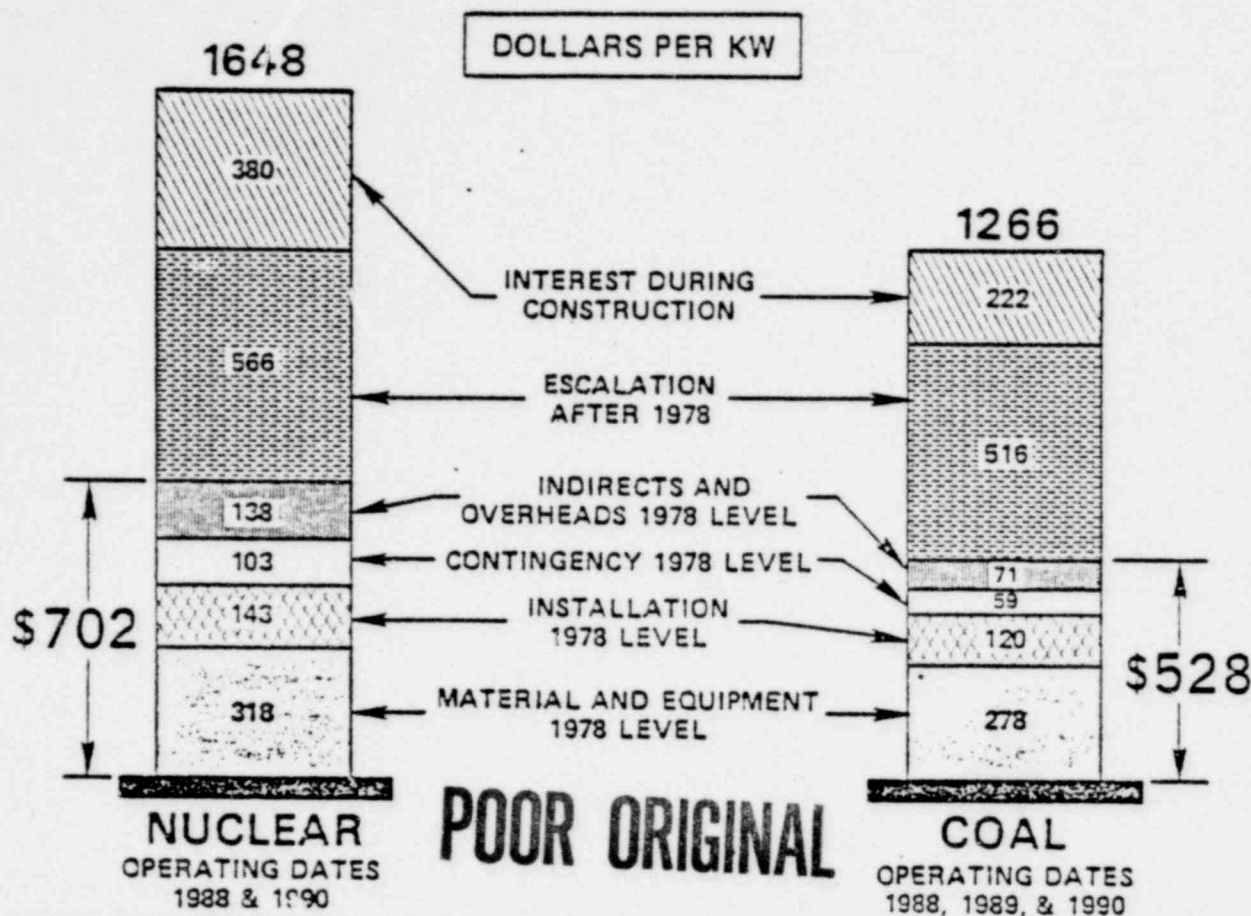 DOLLARS PER KW
1648
380
566
138
103
143
318
$702
INTEREST DURING
CONSTRUCTION
ESCALATION
AFTER 1978
INDIRECTS AND
OVERHEADS 1978 LEVEL
CONTINGENCY 1978 LEVEL
INSTALLATION
1978 LEVEL
MATERIAL AND EQUIPMENT
1978 LEVEL
1266
222
516
71
59
120
278
$528
NUCLEAR
OPERATING DATES
1988 & 1990
POOR ORIGINAL
COAL
OPERATING DATES
1988, 1989, & 1990